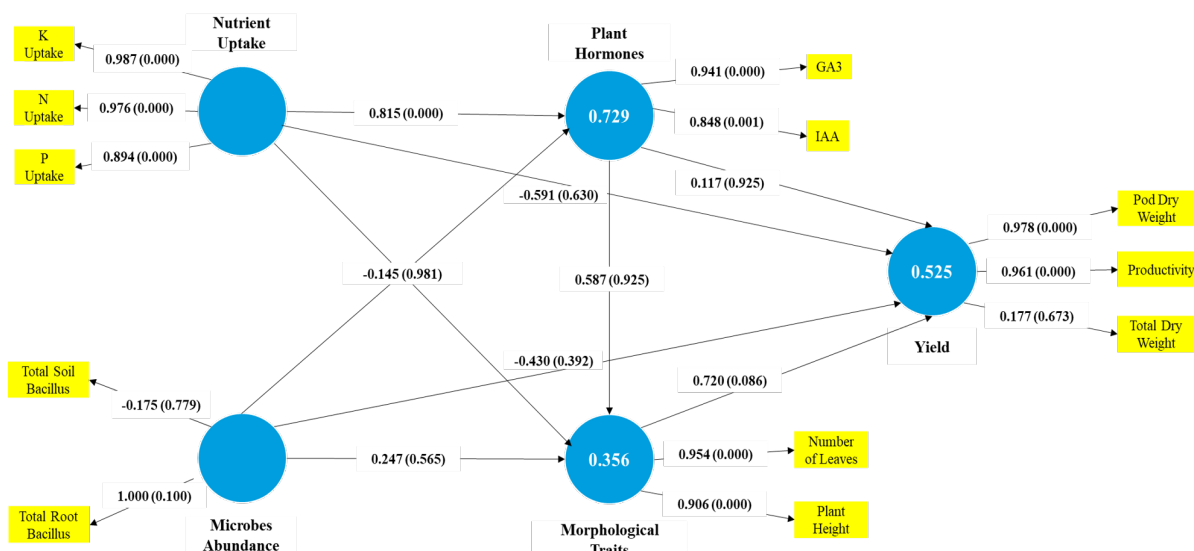 Nutrient
Uptake
Plant
Hormones
K
Uptake
0.987 (0.000)
N
Uptake
0.976 (0.000)
P
Uptake
0.894 (0.000)
0.815 (0.000)
0.729
0.941 (0.000)
GA3
0.848 (0.001)
IAA
0.117 (0.925)
-0.591 (0.630)
Pod Dry
Weight
0.978 (0.000)
-0.145 (0.981)
0.587 (0.925)
0.525
0.961 (0.000)
Productivity
0.177 (0.673)
Total Dry
Weight
Yield
-0.430 (0.392)
0.720 (0.086)
Total Soil
Bacillus
-0.175 (0.779)
0.247 (0.565)
0.356
0.954 (0.000)
Number
of Leaves
0.906 (0.000)
Plant
Height
1.000 (0.100)
Total Root
Bacillus
Microbes
Abundance
Morphological
Traits